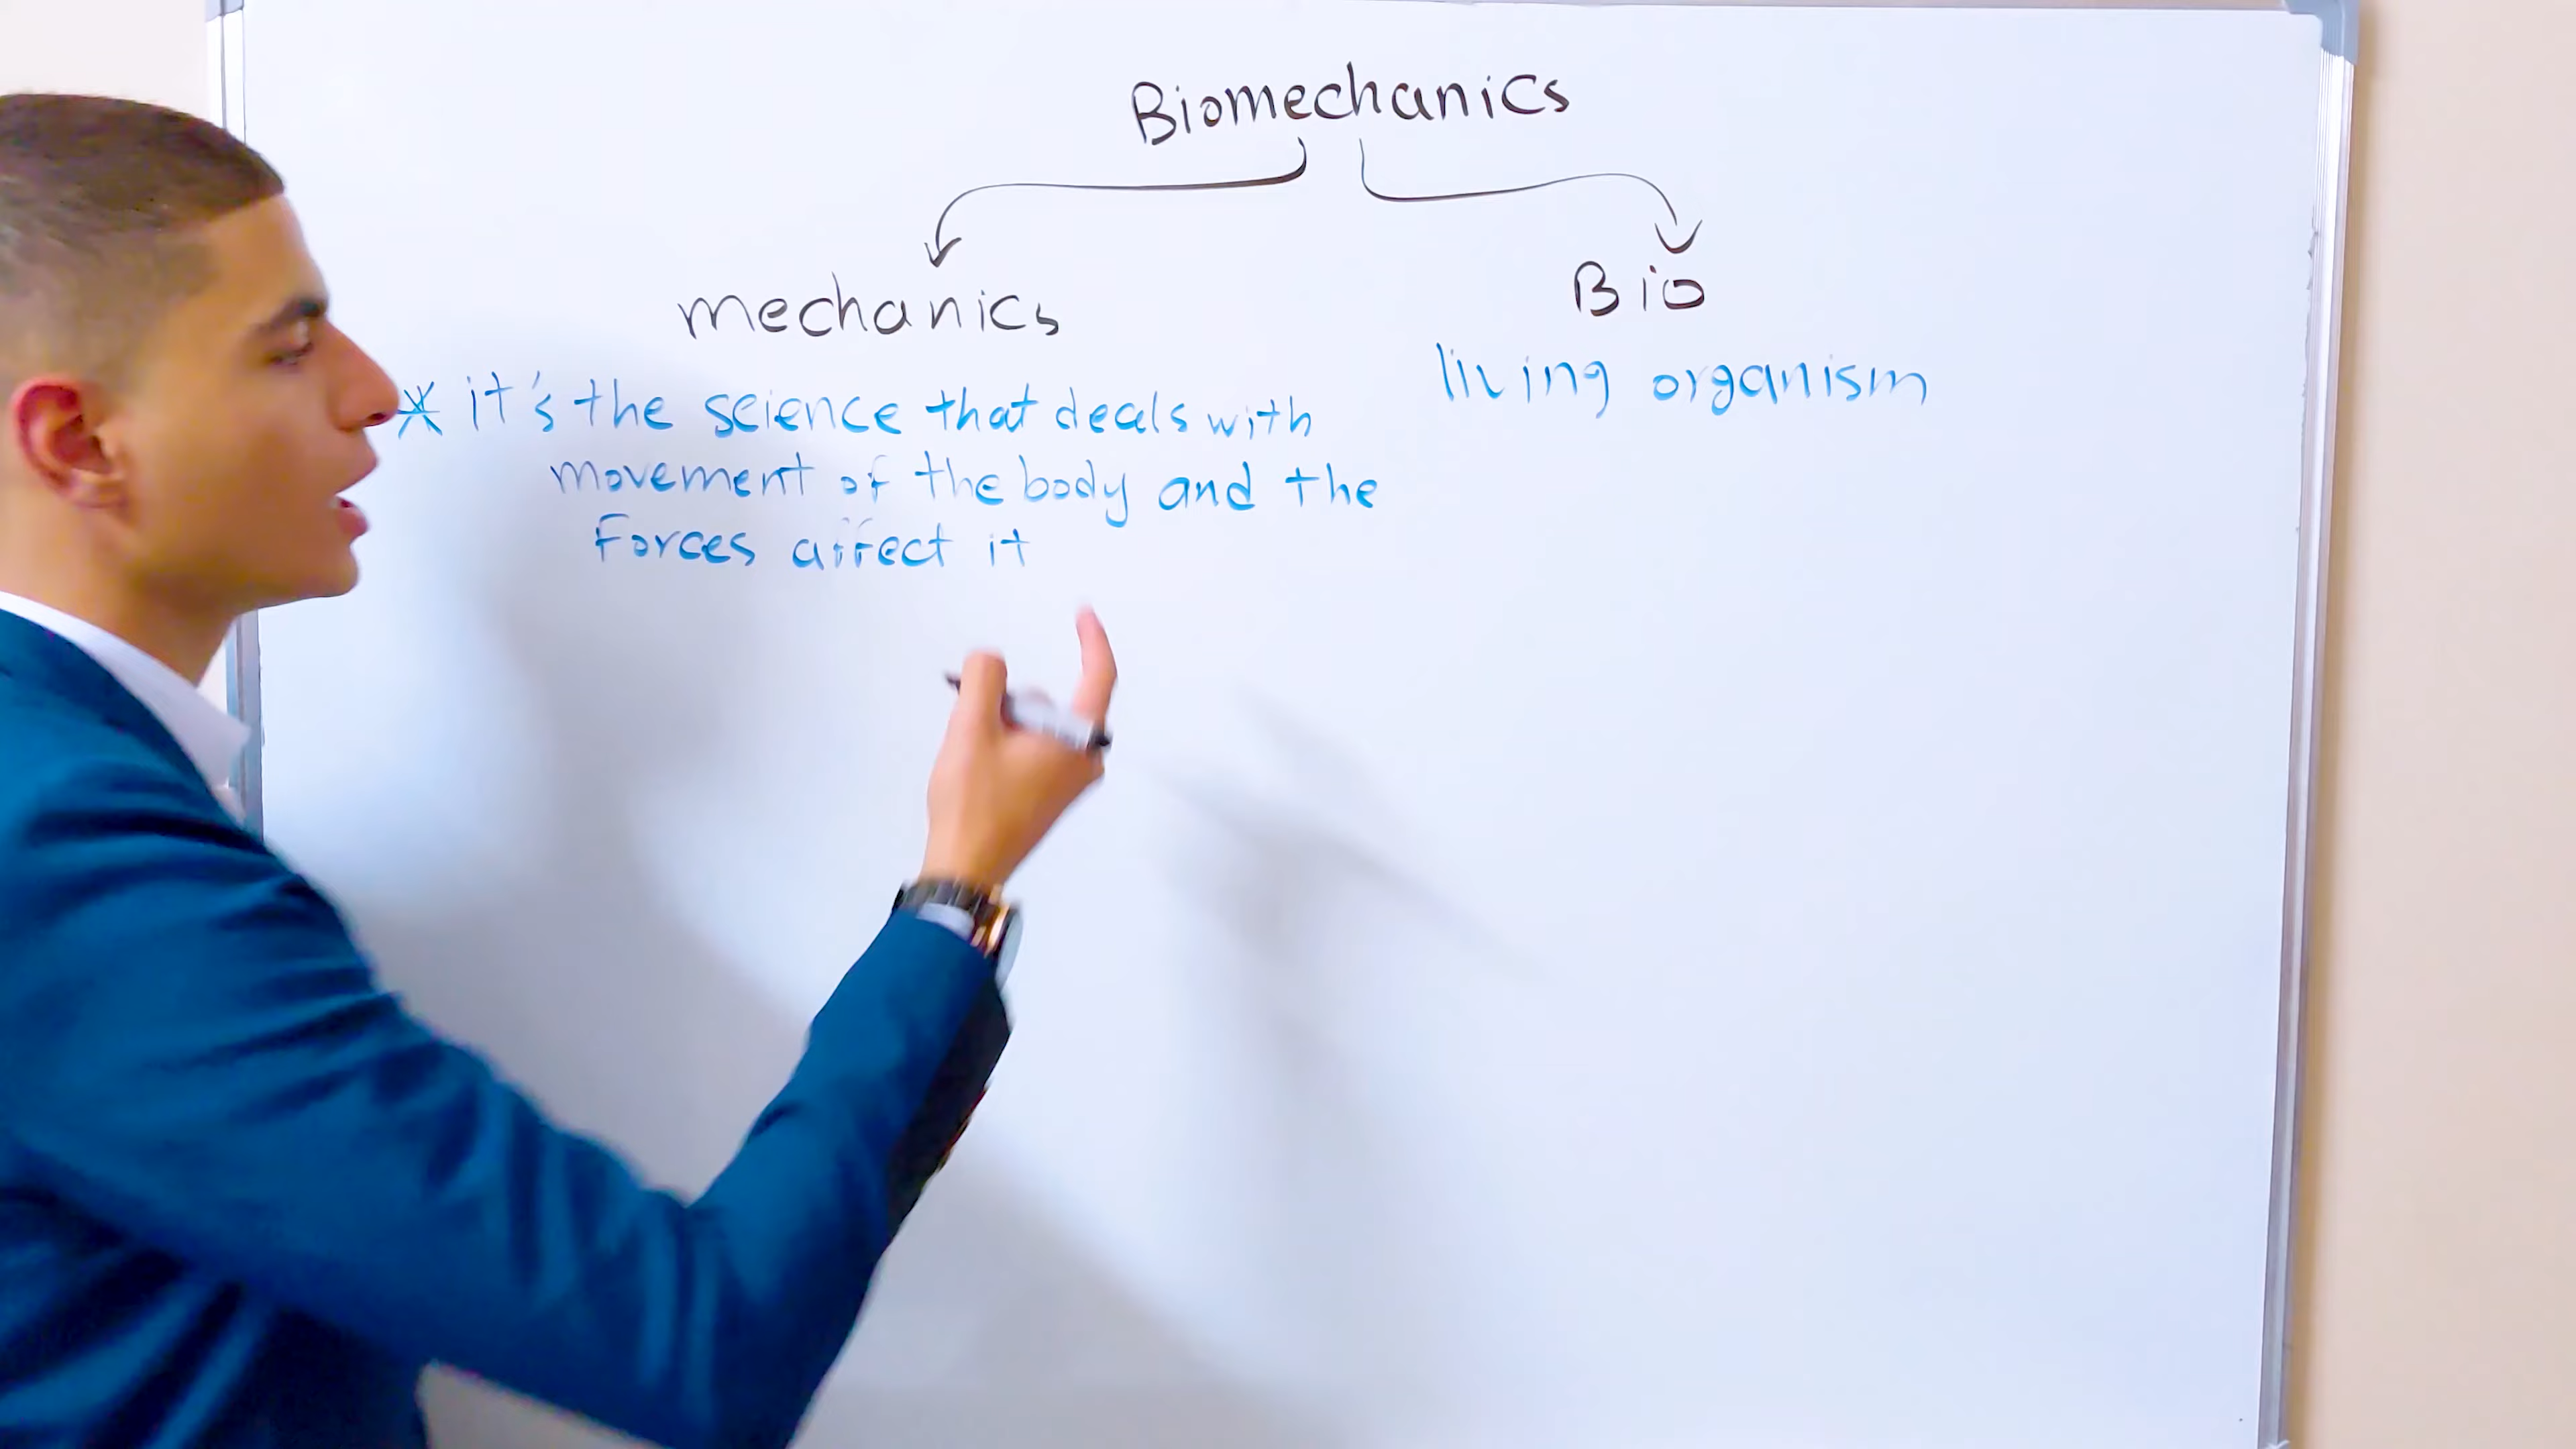 Biomechanics
mechanics
Bio
* it's the science that deals with
movement of the body and the
Forces affect it
living organism